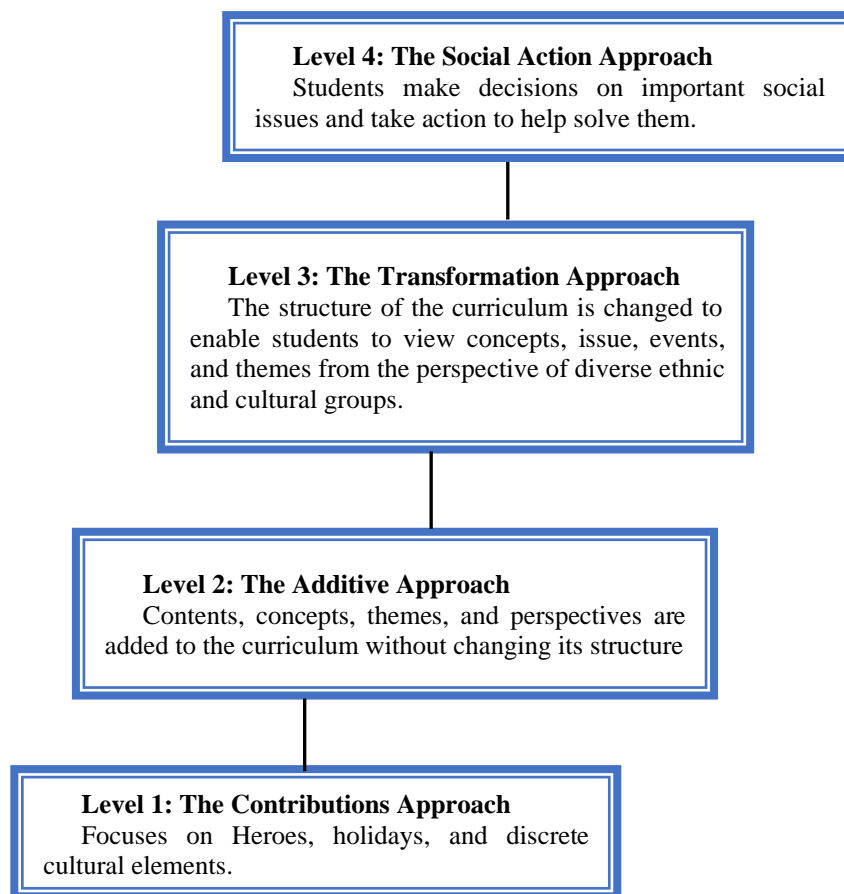 Level 4: The Social Action Approach
Students make decisions on important social
issues and take action to help solve them.
Level 3: The Transformation Approach
The structure of the curriculum is changed to
enable students to view concepts, issue, events,
and themes from the perspective of diverse ethnic
and cultural groups.
Level 2: The Additive Approach
Contents, concepts, themes, and perspectives are
added to the curriculum without changing its structure
Level 1: The Contributions Approach
Focuses on Heroes, holidays, and discrete
cultural elements.